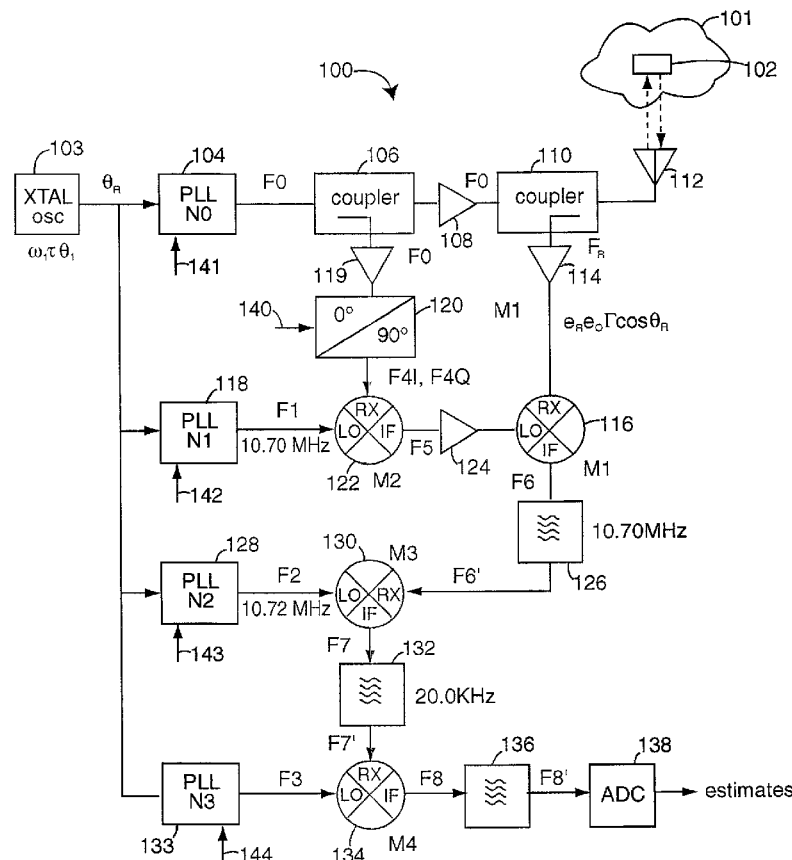 101
100
102
103
XTAL
osc
ω₁τθ₁
θR
104
PLL
N0
141
F0
106
coupler
F0
108
110
coupler
112
119
F0
FR
114
140
0°
90°
120
M1
eRe0ΓcosθR
F4I, F4Q
118
PLL
N1
142
F1
10.70 MHz
RX
LO
IF
122
M2
F5
124
RX
LO
IF
116
M1
F6
10.70MHz
126
128
PLL
N2
143
F2
10.72 MHz
130
M3
LO
RX
IF
F6'
F7
132
20.0KHz
F7'
PLL
N3
133
144
F3
RX
LO
IF
134
M4
F8
136
F8'
138
ADC
estimates